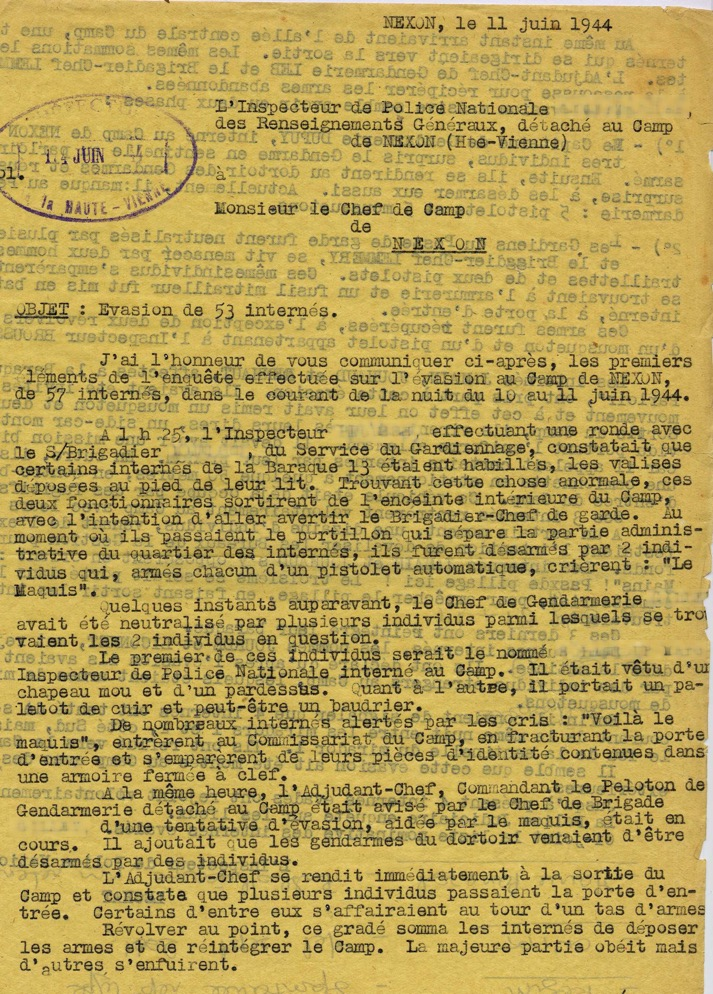 NEXON, le 11 juin 1944
L'Inspecteur de Police Nationale
des Renseignements Généraux, détaché au Camp
de NEXON (Hte-Vienne)
14 JUIN
la HAUTE-VIENNE
à
Monsieur le Chef de Camp
de
NEXON
OBJET : Evasion de 53 internés.
J'ai l'honneur de vous communiquer ci-après, les premiers
léments de l'enquête effectuée sur l'évasion au Camp de NEXON,
de 57 internés, dans le courant de la nuit du 10 au 11 juin 1944.
A 1 h 25, l'Inspecteur effectuant une ronde avec
le S/Brigadier , du Service du Gardiennage, constatait que
certains internés de la Baraque 13 étaient habillés, les valises
déposées au pied de leur lit. Trouvant cette chose anormale, ces
deux fonctionnaires sortirent de l'enceinte intérieure du Camp,
avec l'intention d'aller avertir le Brigadier-Chef de garde. Au
moment où ils passaient le portillon qui sépare la partie adminis-
trative du quartier des internés, ils furent désarmés par 2 indi-
vidus qui, armés chacun d'un pistolet automatique, crièrent : "Le
Maquis".
Quelques instants auparavant, le Chef de Gendarmerie
avait été neutralisé par plusieurs individus parmi lesquels se trou
vaient les 2 individus en question.
Le premier de ces individus serait le nommé
Inspecteur de Police Nationale interné au Camp. Il était vêtu d'un
chapeau mou et d'un pardessus. Quant à l'autre, il portait un pa-
letot de cuir et peut-être un baudrier.
De nombreaux internés alertés par les cris : "Voilà le
maquis", entrèrent au Commissariat du Camp, en fracturant la porte
d'entrée et s'emparèrent de leurs pièces d'identité contenues dans
une armoire fermée à clef.
A la même heure, l'Adjudant-Chef, Commandant le Peloton de
Gendarmerie détaché au Camp était avisé par le Chef de Brigade
d'une tentative d'évasion, aidée par le maquis, était en
cours. Il ajoutait que les gendarmes du dortoir venaient d'être
désarmés par des individus.
L'Adjudant-Chef se rendit immédiatement à la sortie du
Camp et constate que plusieurs individus passaient la porte d'en-
trée. Certains d'entre eux s'affairaient au tour d'un tas d'armes
Révolver au point, ce gradé somma les internés de déposer
les armes et de réintégrer le Camp. La majeure partie obéit mais
d'autres s'enfuirent.